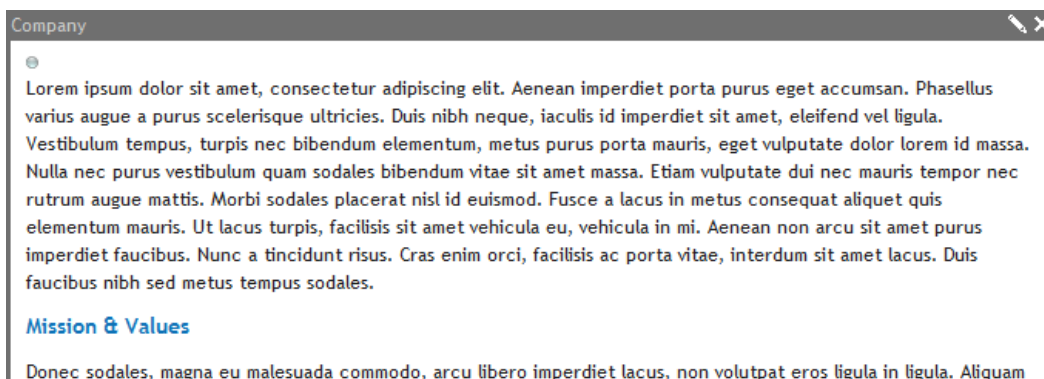 Company
Lorem ipsum dolor sit amet, consectetur adipiscing elit. Aenean imperdiet porta purus eget accumsan. Phasellus
varius augue a purus scelerisque ultricies. Duis nibh neque, iaculis id imperdiet sit amet, eleifend vel ligula.
Vestibulum tempus, turpis nec bibendum elementum, metus purus porta mauris, eget vulputate dolor lorem id massa.
Nulla nec purus vestibulum quam sodales bibendum vitae sit amet massa. Etiam vulputate dui nec mauris tempor nec
rutrum augue mattis. Morbi sodales placerat nisl id euismod. Fusce a lacus in metus consequat aliquet quis
elementum mauris. Ut lacus turpis, facilisis sit amet vehicula eu, vehicula in mi. Aenean non arcu sit amet purus
imperdiet faucibus. Nunc a tincidunt risus. Cras enim orci, facilisis ac porta vitae, interdum sit amet lacus. Duis
faucibus nibh sed metus tempus sodales.
Mission & Values
Donec sodales, magna eu malesuada commodo, arcu libero imperdiet lacus, non volutpat eros ligula in ligula. Aliquam